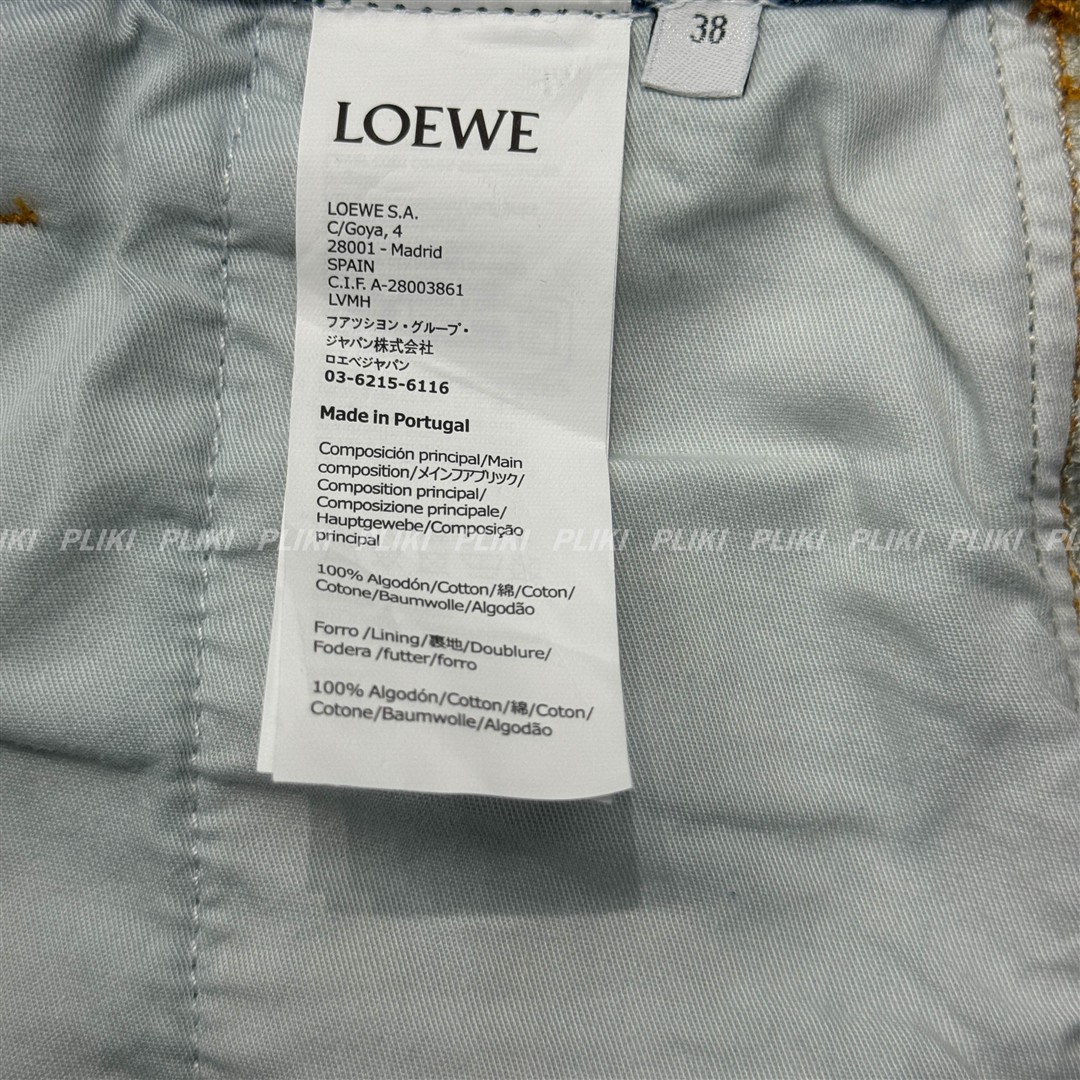 38
LOEWE
LOEWE S.A.
C/Goya, 4
28001 - Madrid
SPAIN
C.I.F. A-28003861
LVMH
フアツシヨン・グループ・
ジャパン株式会社
ロエベジャパン
03-6215-6116
Made in Portugal
Composición principal/Main
composition/メインファブリック/
Composition principal/
Composizione principale/
Hauptgewebe/Composição
principal
PLIKI PLIKI PLIKI PLIKI PLIKI PLIKI PLIKI PLIKI PLIKI PLIKI
100% Algodón/Cotton/綿/Coton/
Cotone/Baumwolle/Algodão
Forro /Lining/裏地/Doublure/
Fodera /futter/forro
100% Algodón/Cotton/綿/Coton/
Cotone/Baumwolle/Algodão